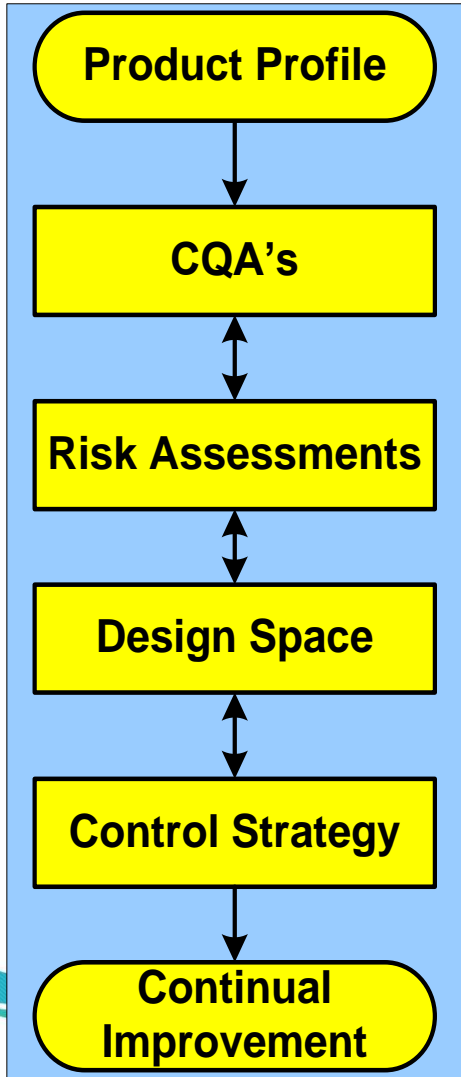 Product Profile
CQA’s
Risk Assessments
Design Space
Control Strategy
Continual
Improvement